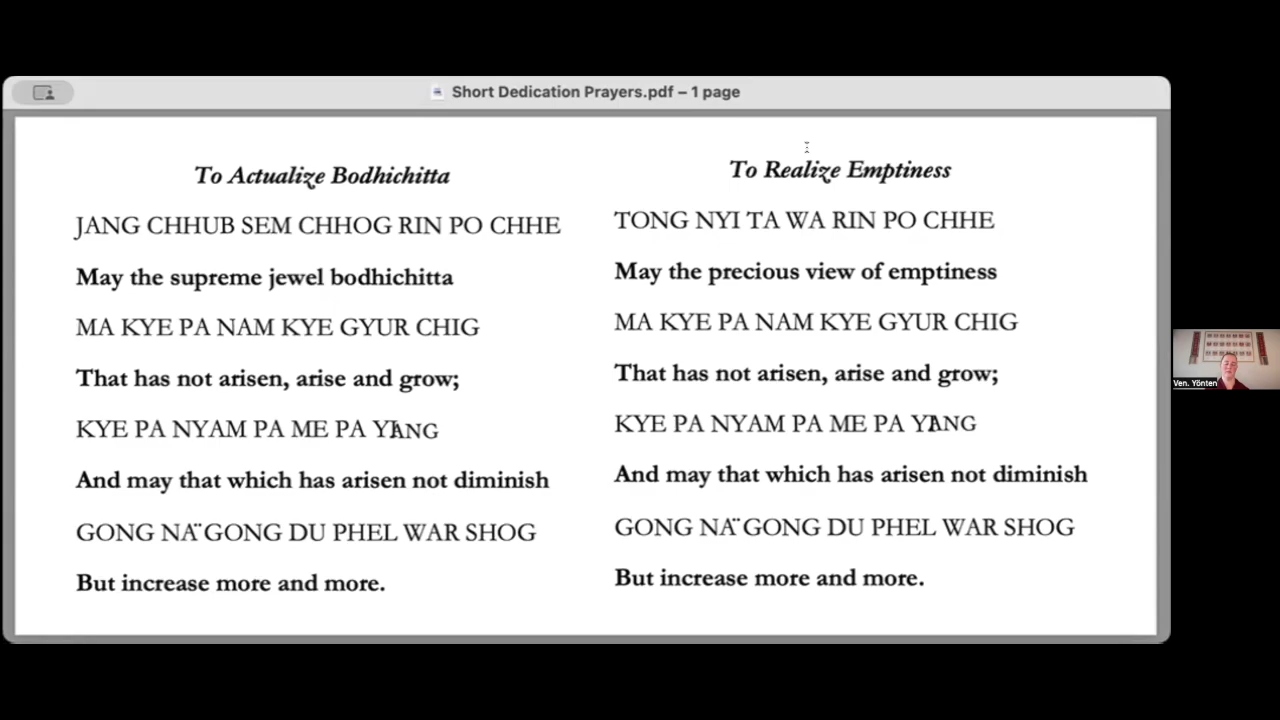 Short Dedication Prayers.pdf – 1 page
To Actualize Bodhichitta
JANG CHHUB SEM CHHOG RIN PO CHHE
May the supreme jewel bodhichitta
MA KYE PA NAM KYE GYUR CHIG
That has not arisen, arise and grow;
KYE PA NYAM PA ME PA YANG
And may that which has arisen not diminish
GONG NA¨ GONG DU PHEL WAR SHOG
But increase more and more.
To Realize Emptiness
TONG NYI TA WA RIN PO CHHE
May the precious view of emptiness
MA KYE PA NAM KYE GYUR CHIG
That has not arisen, arise and grow;
KYE PA NYAM PA ME PA YANG
And may that which has arisen not diminish
GONG NA¨ GONG DU PHEL WAR SHOG
But increase more and more.
Ven. Yönten